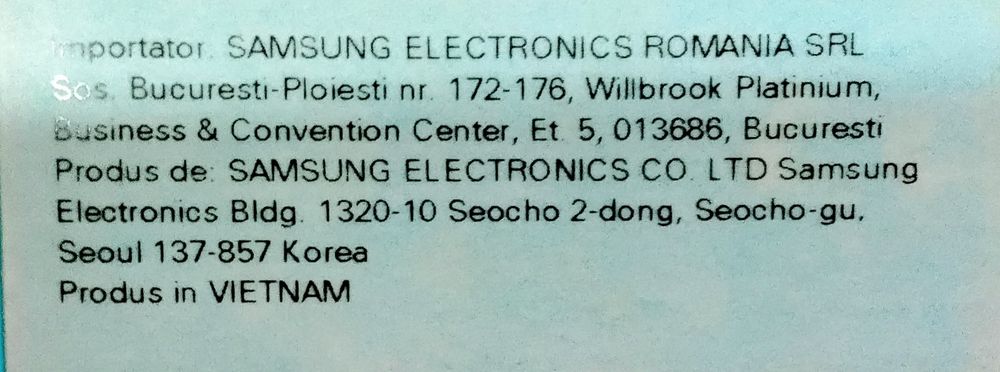 Importator: SAMSUNG ELECTRONICS ROMANIA SRL
Sos. Bucuresti-Ploiesti nr. 172-176, Willbrook Platinium,
Business & Convention Center, Et. 5, 013686, Bucuresti
Produs de: SAMSUNG ELECTRONICS CO. LTD Samsung
Electronics Bldg. 1320-10 Seocho 2-dong, Seocho-gu,
Seoul 137-857 Korea
Produs in VIETNAM